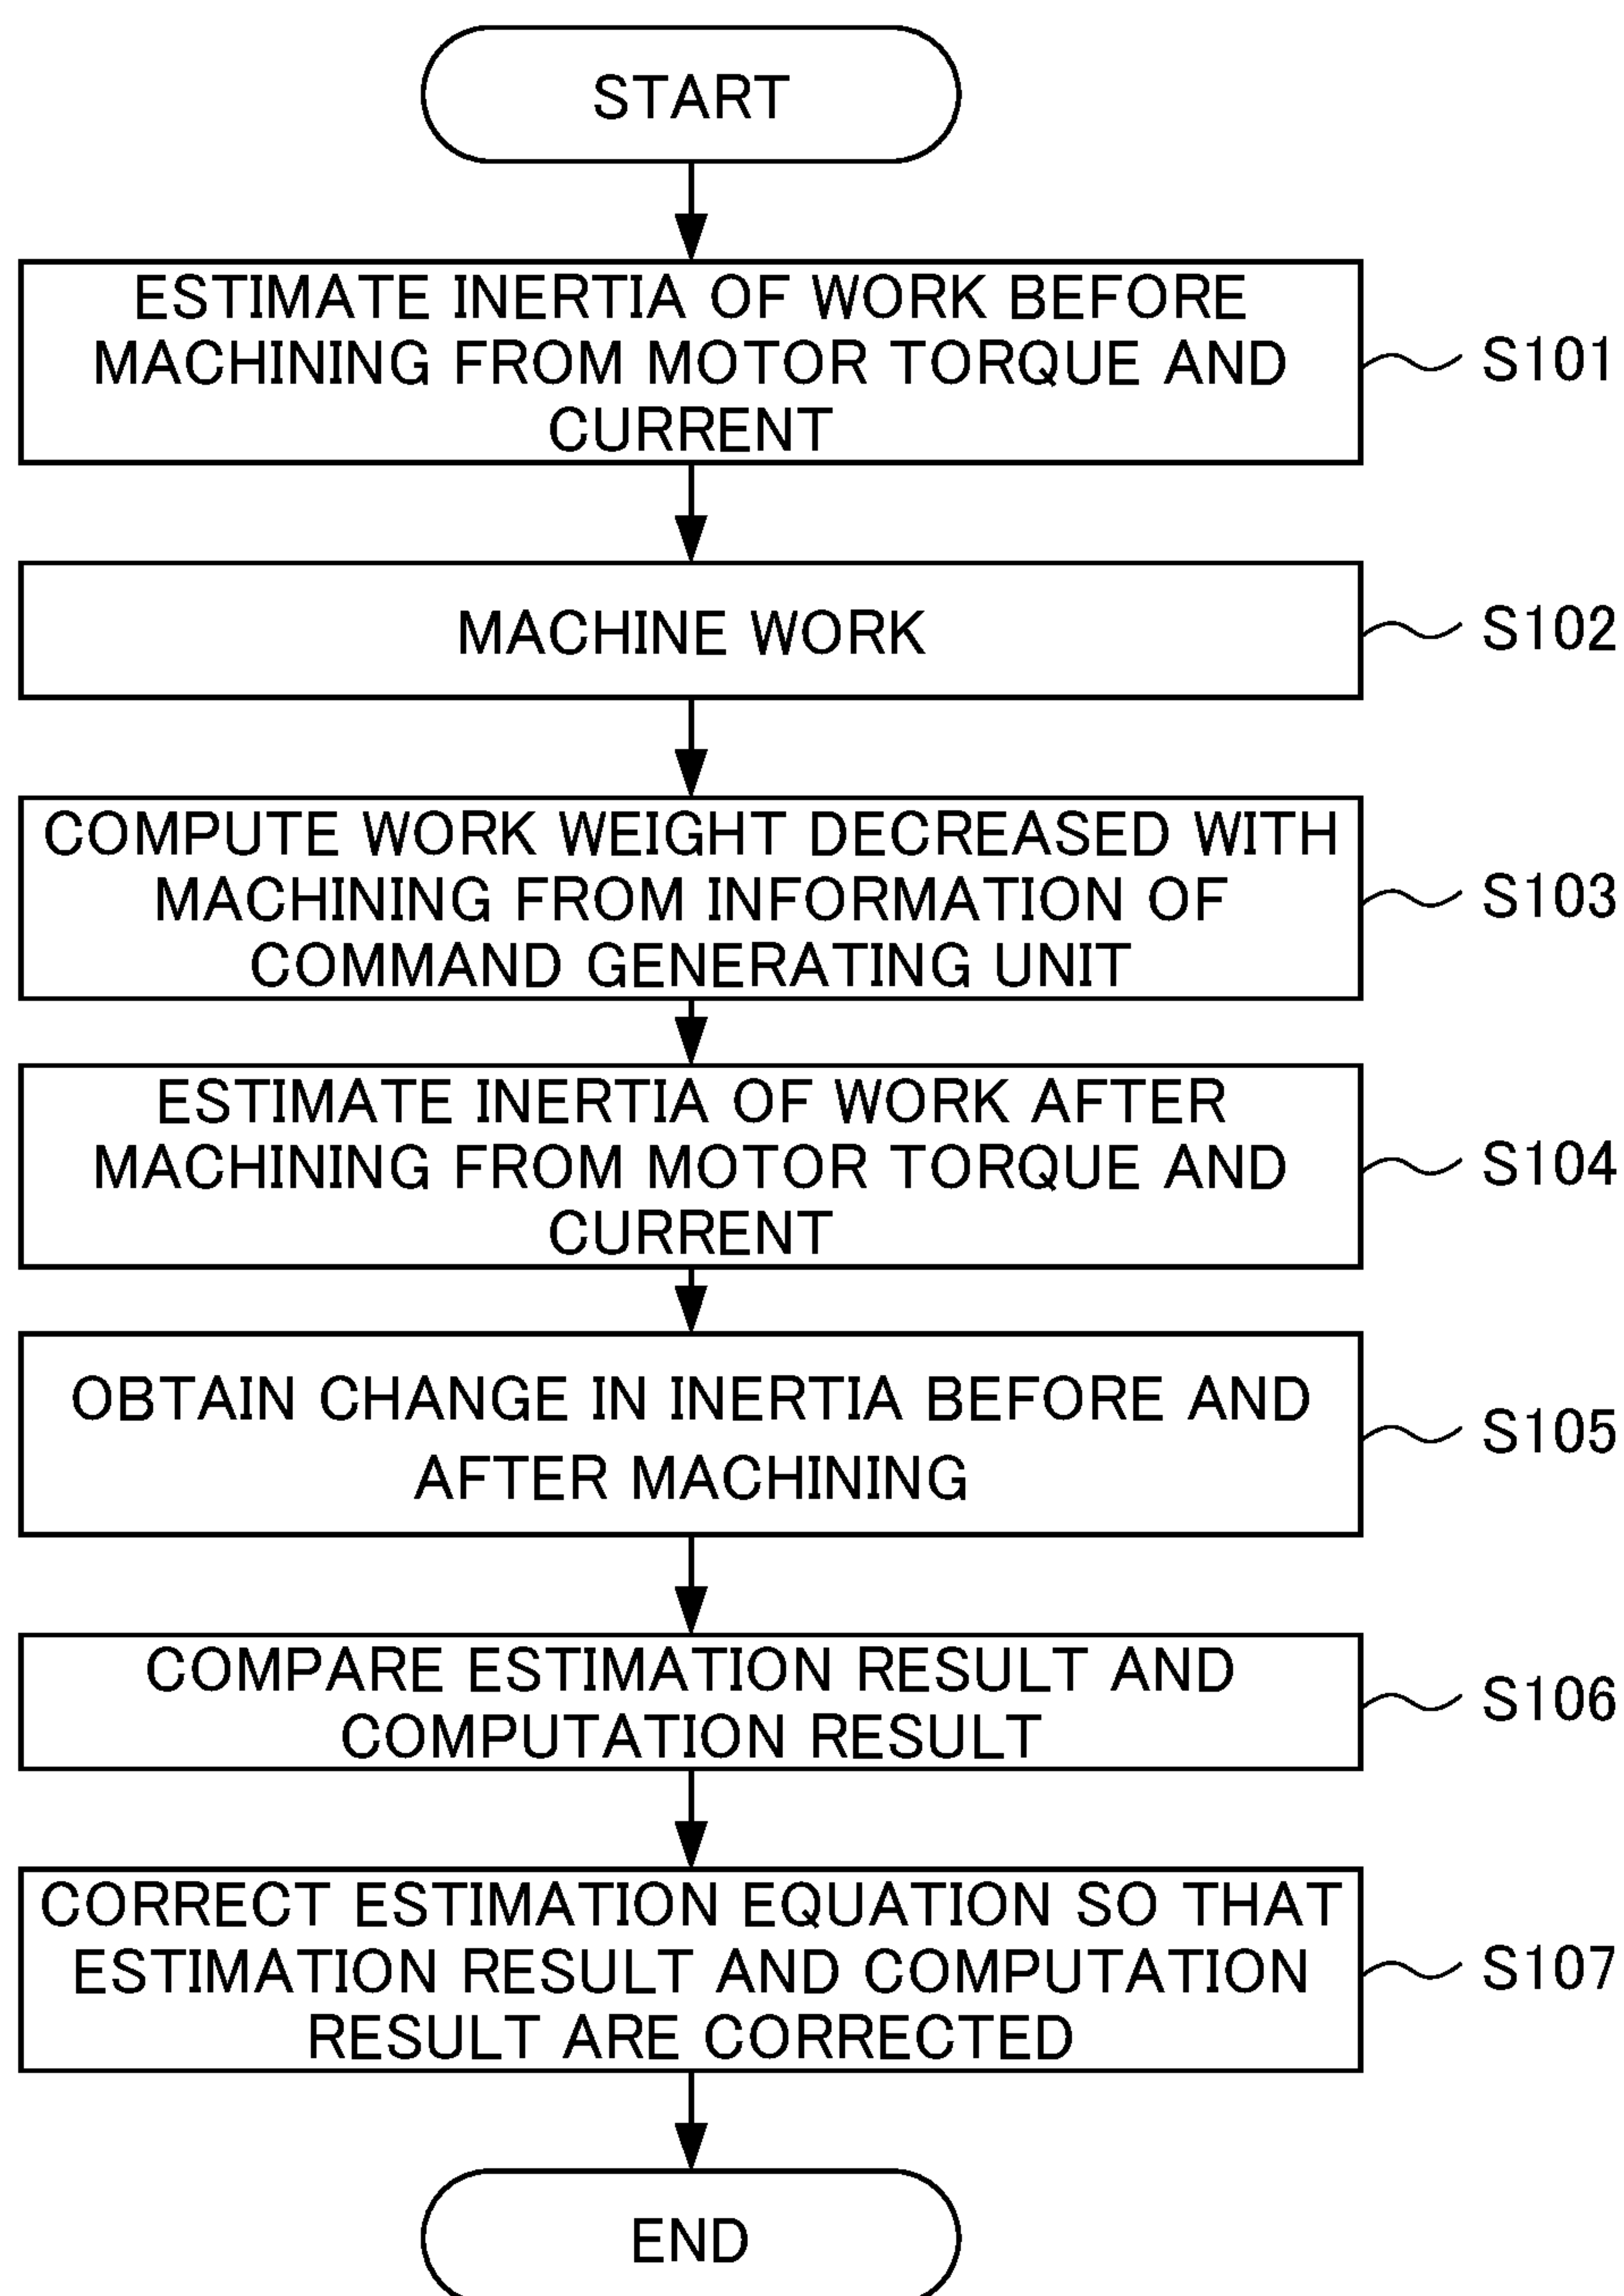 START
ESTIMATE INERTIA OF WORK BEFORE
MACHINING FROM MOTOR TORQUE AND
CURRENT
S101
MACHINE WORK
S102
COMPUTE WORK WEIGHT DECREASED WITH
MACHINING FROM INFORMATION OF
COMMAND GENERATING UNIT
S103
ESTIMATE INERTIA OF WORK AFTER
MACHINING FROM MOTOR TORQUE AND
CURRENT
S104
OBTAIN CHANGE IN INERTIA BEFORE AND
AFTER MACHINING
S105
COMPARE ESTIMATION RESULT AND
COMPUTATION RESULT
S106
CORRECT ESTIMATION EQUATION SO THAT
ESTIMATION RESULT AND COMPUTATION
RESULT ARE CORRECTED
S107
END